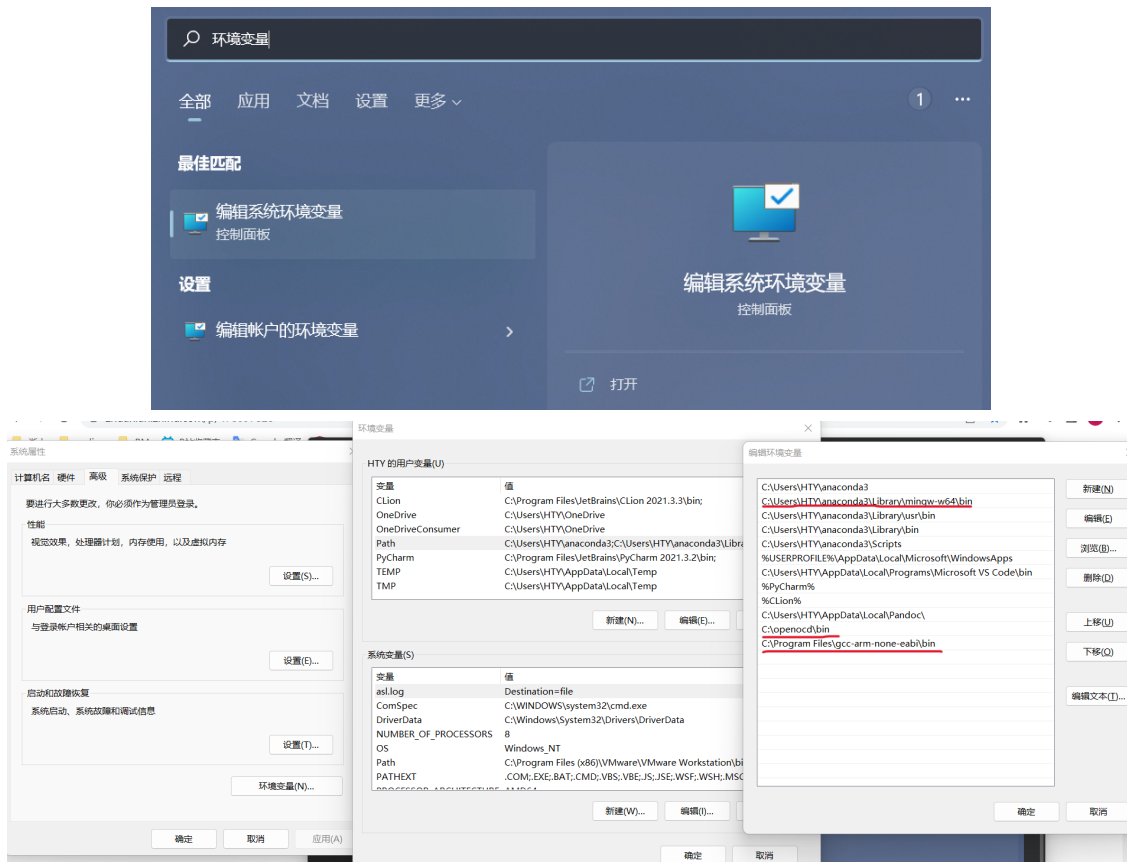 环境变量
全部 应用 文档 设置 更多
1
最佳匹配
编辑系统环境变量
控制面板
设置
编辑帐户的环境变量
编辑系统环境变量
控制面板
打开
系统属性
计算机名 硬件 高级 系统保护 远程
要进行大多数更改，你必须作为管理员登录。
性能
视觉效果，处理器计划，内存使用，以及虚拟内存
设置(S)...
用户配置文件
与登录帐户相关的桌面设置
设置(E)...
启动和故障恢复
系统启动、系统故障和调试信息
设置(T)...
环境变量(N)...
确定 取消 应用(A)
环境变量
HTY 的用户变量(U)
变量 值
CLion C:\Program Files\JetBrains\CLion 2021.3.3\bin;
OneDrive C:\Users\HTY\OneDrive
OneDriveConsumer C:\Users\HTY\OneDrive
Path C:\Users\HTY\anaconda3;C:\Users\HTY\anaconda3\Libra
PyCharm C:\Program Files\JetBrains\PyCharm 2021.3.2\bin;
TEMP C:\Users\HTY\AppData\Local\Temp
TMP C:\Users\HTY\AppData\Local\Temp
新建(N)... 编辑(E)...
系统变量(S)
变量 值
asl.log Destination=file
ComSpec C:\WINDOWS\system32\cmd.exe
DriverData C:\Windows\System32\Drivers\DriverData
NUMBER_OF_PROCESSORS 8
OS Windows_NT
Path C:\Program Files (x86)\VMware\VMware Workstation\bi
PATHEXT .COM;.EXE;.BAT;.CMD;.VBS;.VBE;.JS;.JSE;.WSF;.WSH;.MSC
PROCESSOR_ARCHITECTURE AMD64
新建(W)... 编辑(I)...
确定 取消
编辑环境变量
C:\Users\HTY\anaconda3
C:\Users\HTY\anaconda3\Library\mingw-w64\bin
C:\Users\HTY\anaconda3\Library\usr\bin
C:\Users\HTY\anaconda3\Library\bin
C:\Users\HTY\anaconda3\Scripts
%USERPROFILE%\AppData\Local\Microsoft\WindowsApps
C:\Users\HTY\AppData\Local\Programs\Microsoft VS Code\bin
%PyCharm%
%CLion%
C:\Users\HTY\AppData\Local\Pandoc\
C:\openocd\bin
C:\Program Files\gcc-arm-none-eabi\bin
新建(N)
编辑(E)
浏览(B)...
删除(D)
上移(U)
下移(O)
编辑文本(T)...
确定 取消